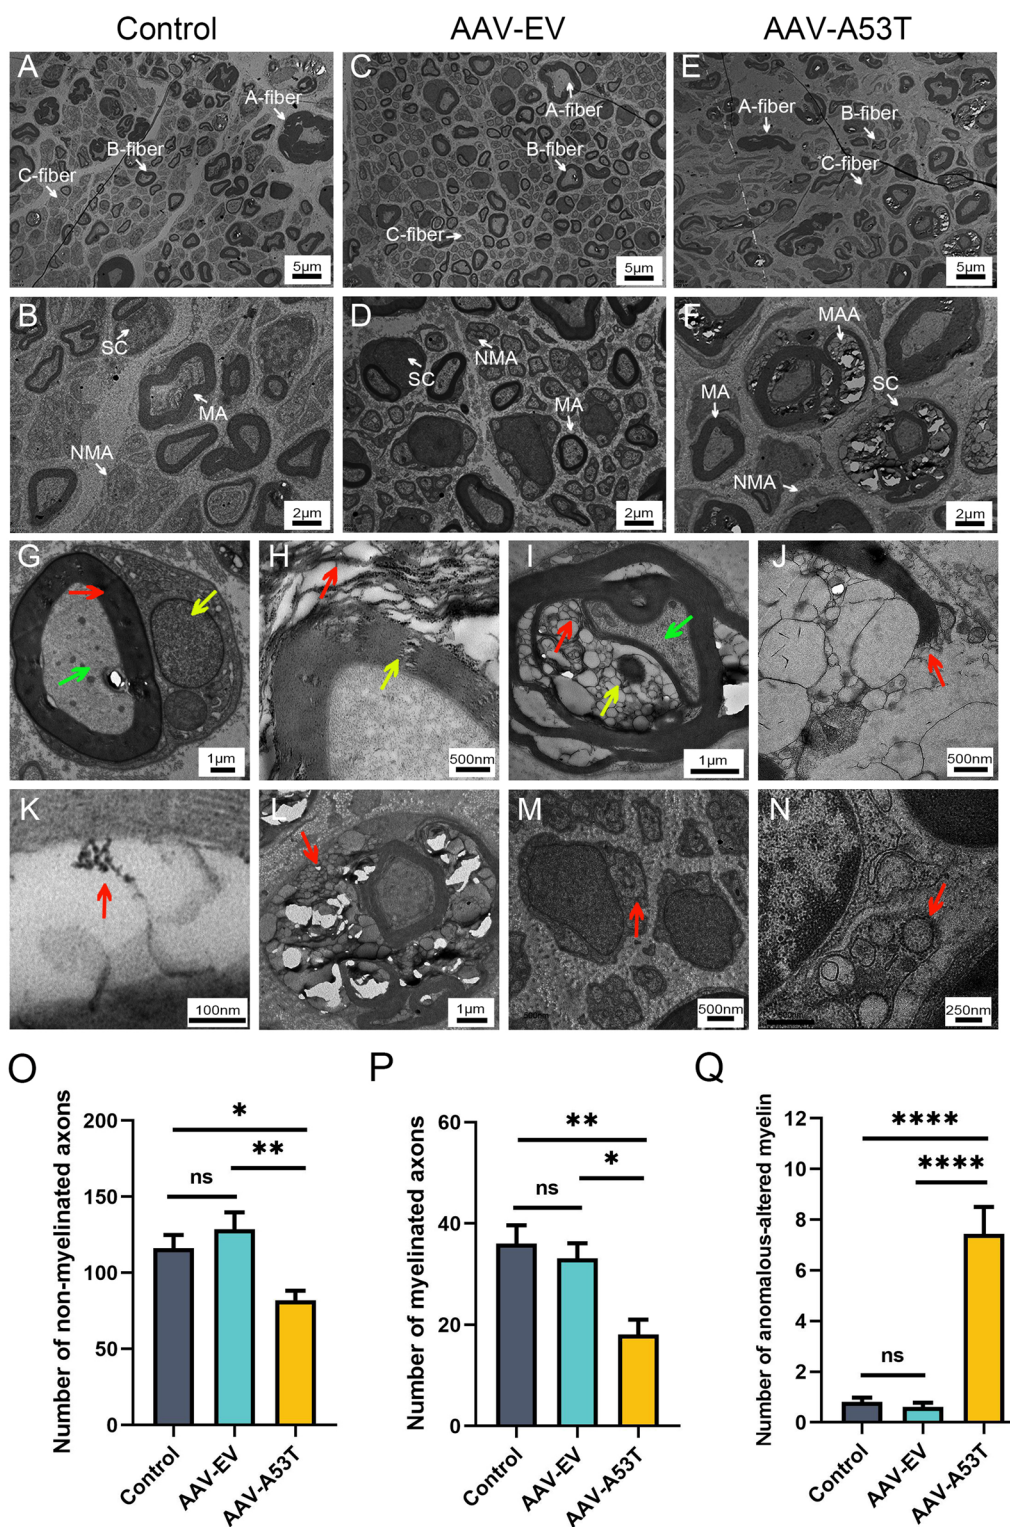 Control AAV-EV AAV-A53T
A C E
A-fiber
B-fiber
C-fiber
5µm
A-fiber
B-fiber
C-fiber
5µm
A-fiber
B-fiber
C-fiber
5µm
B D F
SC
MA
NMA
2µm
NMA
SC
MA
2µm
MAA
SC
MA
NMA
2µm
G H I J
1µm 500nm 1µm 500nm
K L M N
100nm 1µm 500nm 250nm
O
Number of non-myelinated axons
200
150
100
50
0
*
**
ns
Control
AAV-EV
AAV-A53T
P
Number of myelinated axons
60
40
20
0
**
*
ns
Control
AAV-EV
AAV-A53T
Q
Number of anomalous-altered myelin
12
10
8
6
4
2
0
****
****
ns
Control
AAV-EV
AAV-A53T